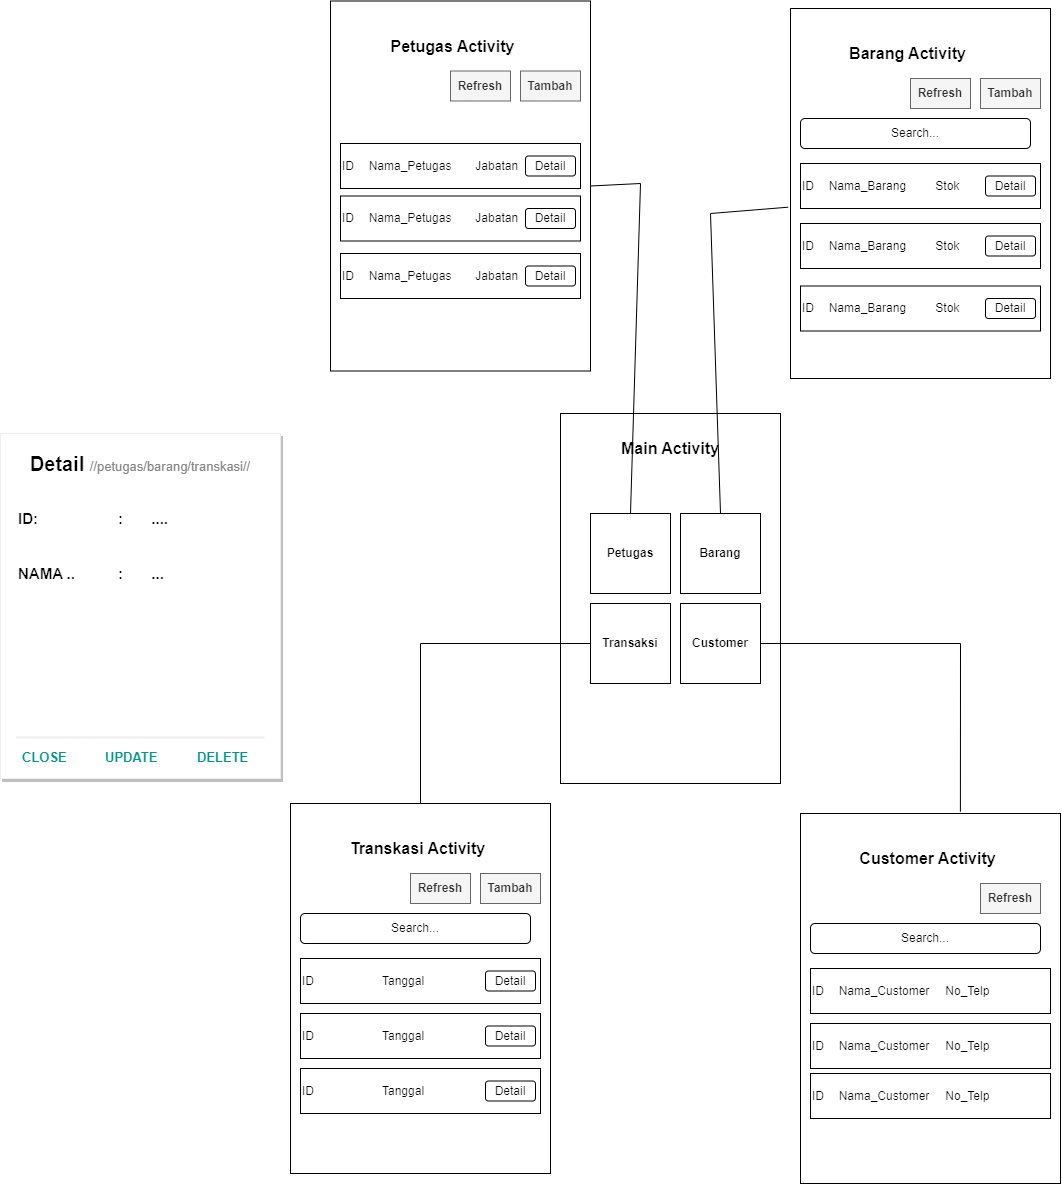 Petugas Activity
Refresh Tambah
ID Nama_Petugas Jabatan Detail
ID Nama_Petugas Jabatan Detail
ID Nama_Petugas Jabatan Detail
Barang Activity
Refresh Tambah
Search...
ID Nama_Barang Stok Detail
ID Nama_Barang Stok Detail
ID Nama_Barang Stok Detail
Detail //petugas/barang/transkasi//
ID: : ....
NAMA .. : ...
CLOSE UPDATE DELETE
Main Activity
Petugas Barang
Transaksi Customer
Transkasi Activity
Refresh Tambah
Search...
ID Tanggal Detail
ID Tanggal Detail
ID Tanggal Detail
Customer Activity
Refresh
Search...
ID Nama_Customer No_Telp
ID Nama_Customer No_Telp
ID Nama_Customer No_Telp